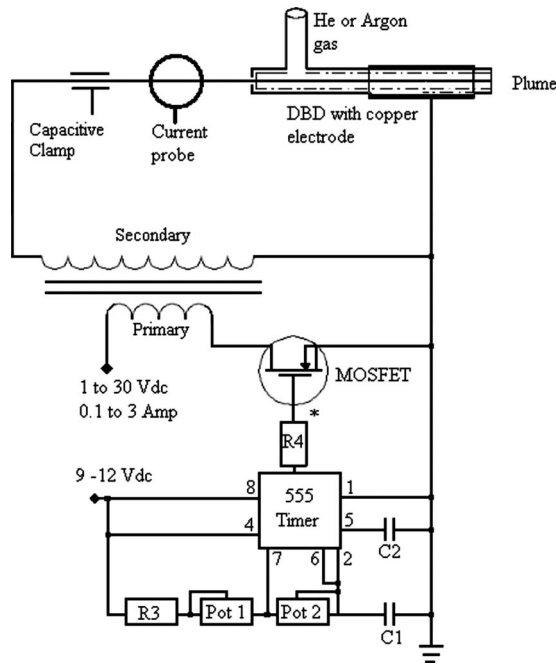 He or Argon
gas
Plume
DBD with copper
electrode
Capacitive
Clamp
Current
probe
Secondary
Primary
MOSFET
1 to 30 Vdc
0.1 to 3 Amp
*
R4
9 -12 Vdc
8
555
1
Timer
4
5
C2
7
6
2
R3
Pot 1
Pot 2
C1